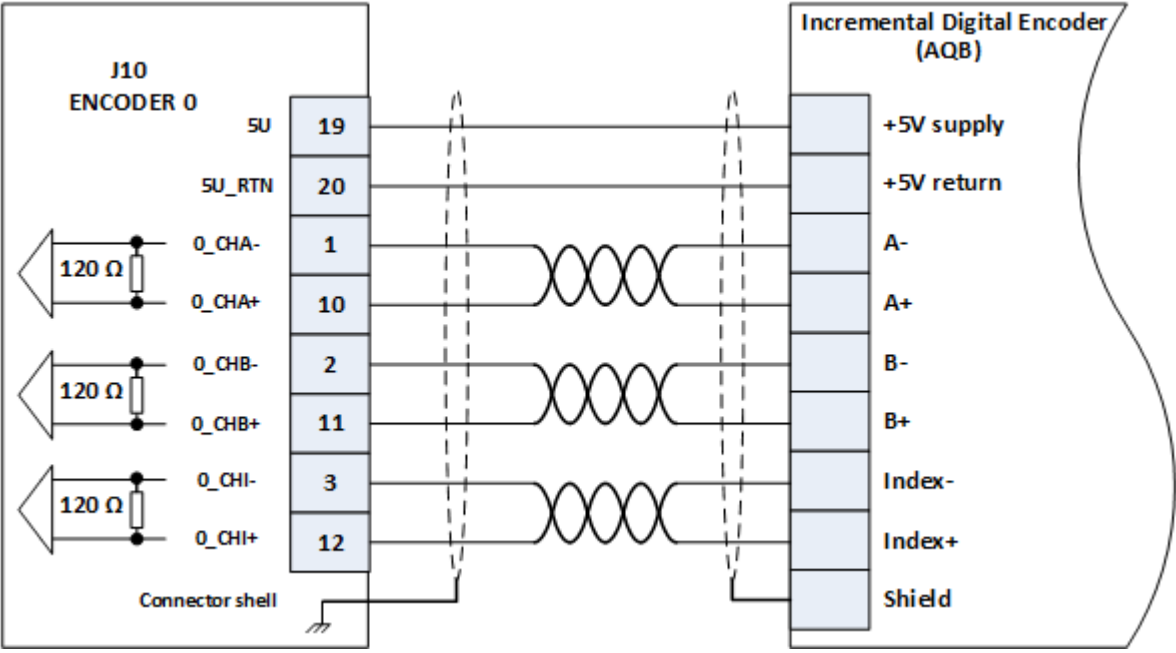 Incremental Digital Encoder
(AQB)
J10
ENCODER 0
5U 19 +5V supply
5U_RTN 20 +5V return
0_CHA- 1 A-
120 Ω
0_CHA+ 10 A+
0_CHB- 2 B-
120 Ω
0_CHB+ 11 B+
0_CHI- 3 Index-
120 Ω
0_CHI+ 12 Index+
Connector shell Shield